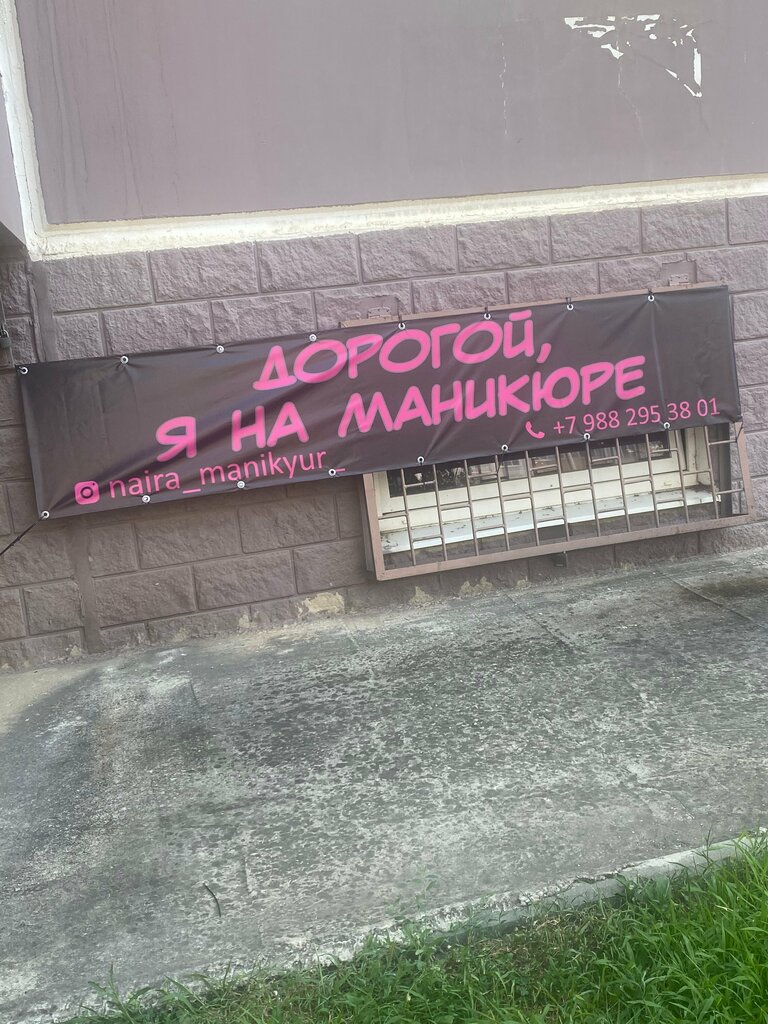 ДОРОГОЙ,
Я НА МАНИКЮРЕ
naira_manikyur_
+7 988 295 38 01